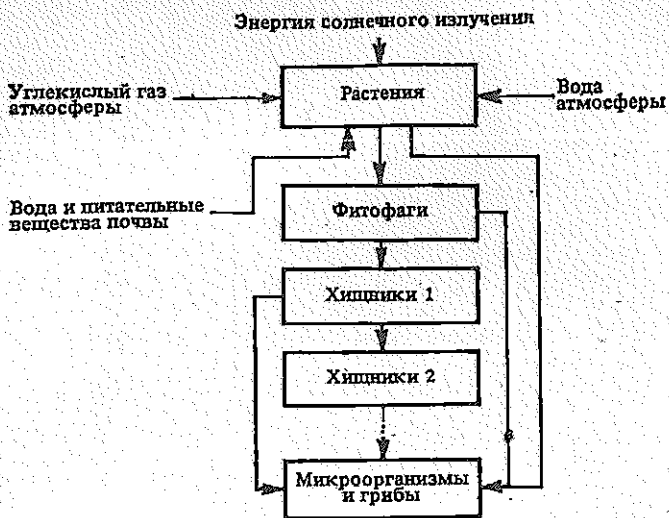 Энергия солнечного излучения
Углекислый газ
атмосферы
Растения
Вода
атмосферы
Вода и питательные
вещества почвы
Фитофаги
Хищники 1
Хищники 2
Микроорганизмы
и грибы